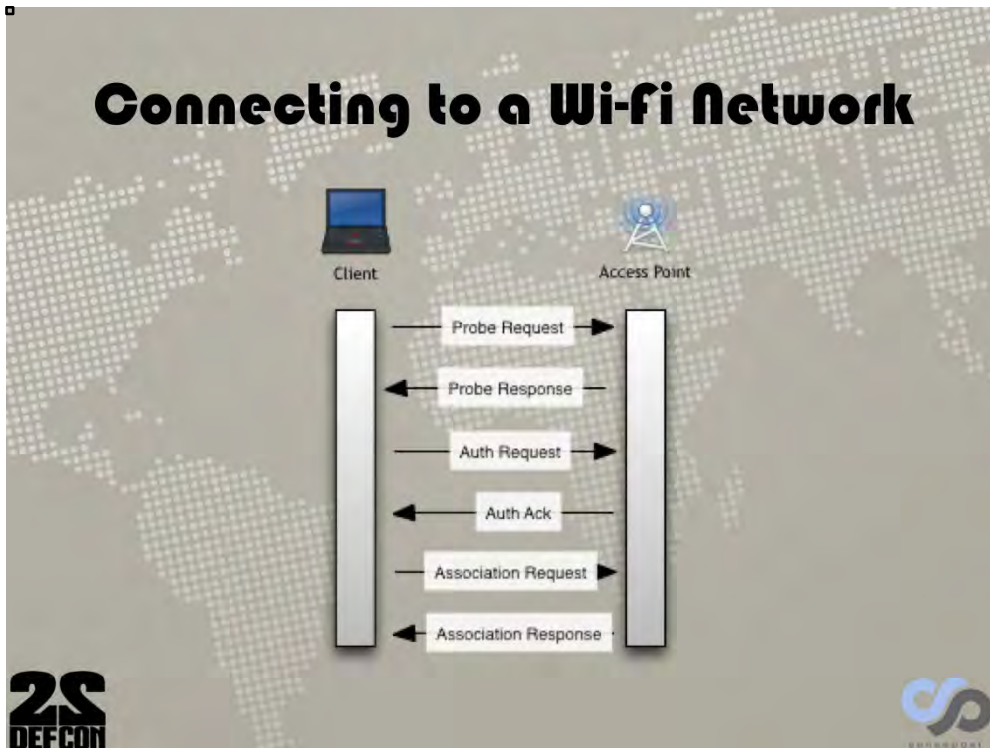 Connecting to a Wi-Fi Network
Client
Access Point
Probe Request
Probe Response
Auth Request
Auth Ack
Association Request
Association Response
DEFCON